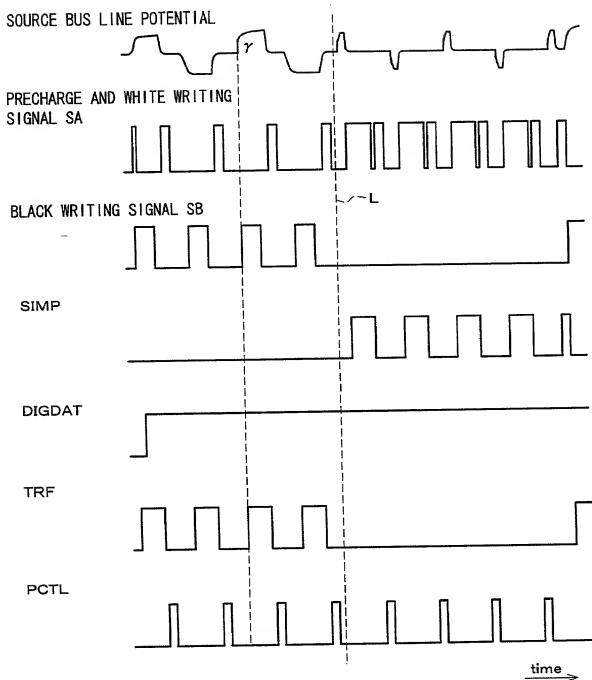 SOURCE BUS LINE POTENTIAL
γ
PRECHARGE AND WHITE WRITING
SIGNAL SA
L
BLACK WRITING SIGNAL SB
SIMP
DIGDAT
TRF
PCTL
time